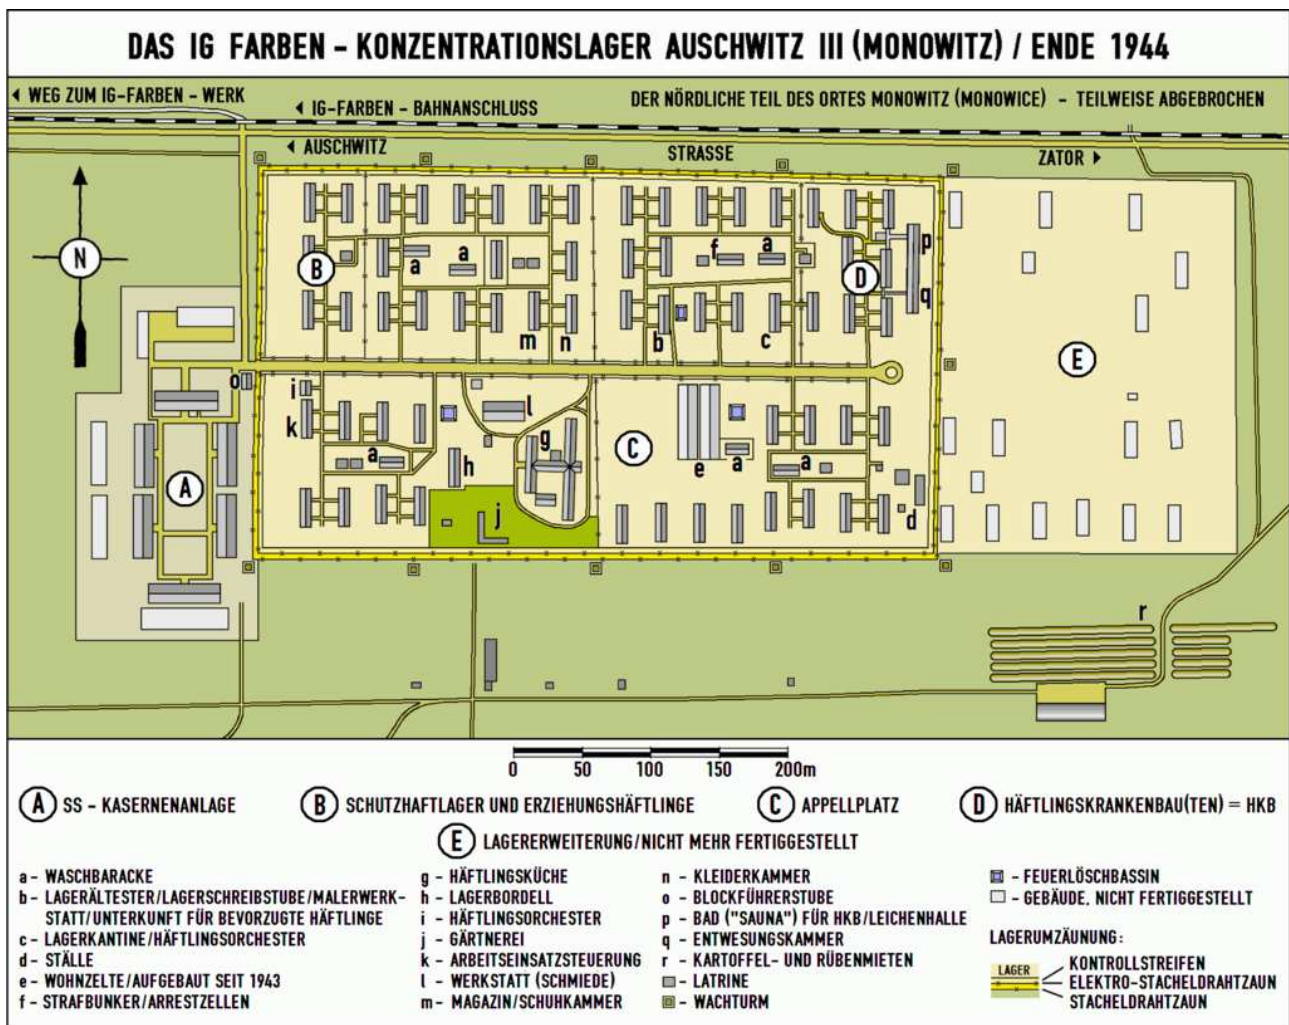 DAS IG FARBEN - KONZENTRATIONSLAGER AUSCHWITZ III (MONOWITZ) / ENDE 1944
WEG ZUM IG-FARBEN - WERK
IG-FARBEN - BAHNANSCHLUSS
DER NÖRDLICHE TEIL DES ORTES MONOWITZ (MONOWICE) - TEILWEISE ABGEBROCHEN
AUSCHWITZ
STRASSE
ZATOR
N
B
a
a
f
a
D
p
q
m
n
b
c
E
o
i
k
l
g
a
h
C
e
a
a
A
j
d
r
0 50 100 150 200m
A SS - KASERNENANLAGE
B SCHUTZHAFTLAGER UND ERZIEHUNGSHÄFTLINGE
C APPELLPLATZ
D HÄFTLINGSKRANKENBAU(TEN) = HKB
E LAGERERWEITERUNG/NICHT MEHR FERTIGGESTELLT
a - WASCHBARACKE
b - LAGERÄLTESTER/LAGERSCHREIBSTUBE/MALERWERK-
STATT/UNTERKUNFT FÜR BEVORZUGTE HÄFTLINGE
c - LAGERKANTINE/HÄFTLINGSORCHESTER
d - STÄLLE
e - WOHNZELTE/AUFGEBAUT SEIT 1943
f - STRAFBUNKER/ARRESTZELLEN
g - HÄFTLINGSKÜCHE
h - LAGERBORDELL
i - HÄFTLINGSORCHESTER
j - GÄRTNEREI
k - ARBEITSEINSATZSTEUERUNG
l - WERKSTATT (SCHMIEDE)
m - MAGAZIN/SCHUHKAMMER
n - KLEIDERKAMMER
o - BLOCKFÜHRERSTUBE
p - BAD ("SAUNA") FÜR HKB/LEICHENHALLE
q - ENTWESUNGSKAMMER
r - KARTOFFEL- UND RÜBENMIETEN
- LATRINE
- WACHTURM
- FEUERLÖSCHBASSIN
- GEBÄUDE, NICHT FERTIGGESTELLT
LAGERUMZÄUNUNG:
LAGER
KONTROLLSTREIFEN
ELEKTRO-STACHELDRAHTZAUN
STACHELDRAHTZAUN